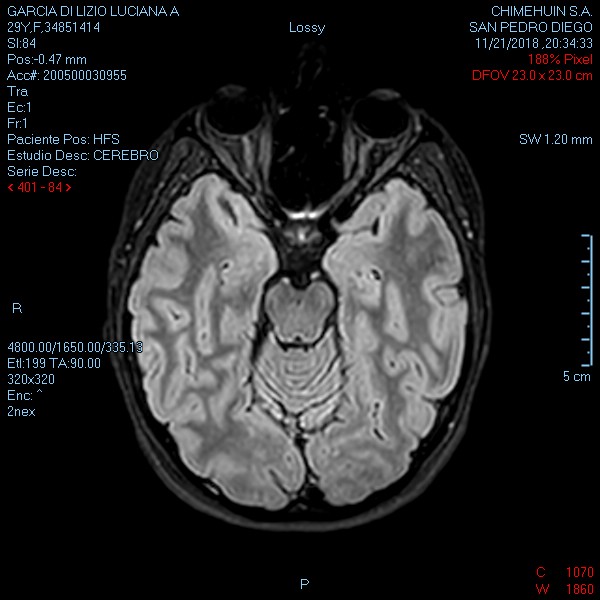 GARCIA DI LIZIO LUCIANA A
29Y,F,34851414
Sl:84
Pos:-0.47 mm
Acc#: 200500030955
Tra
Ec:1
Fr:1
Paciente Pos: HFS
Estudio Desc: CEREBRO
Serie Desc:
< 401 - 84 >
Lossy
CHIMEHUIN S.A.
SAN PEDRO DIEGO
11/21/2018 ,20:34:33
188% Pixel
DFOV 23.0 x 23.0 cm
SW 1.20 mm
R
4800.00/1650.00/335.13
Etl:199 TA:90.00
320x320
Enc: ^
2nex
5 cm
P
C 1070
W 1860